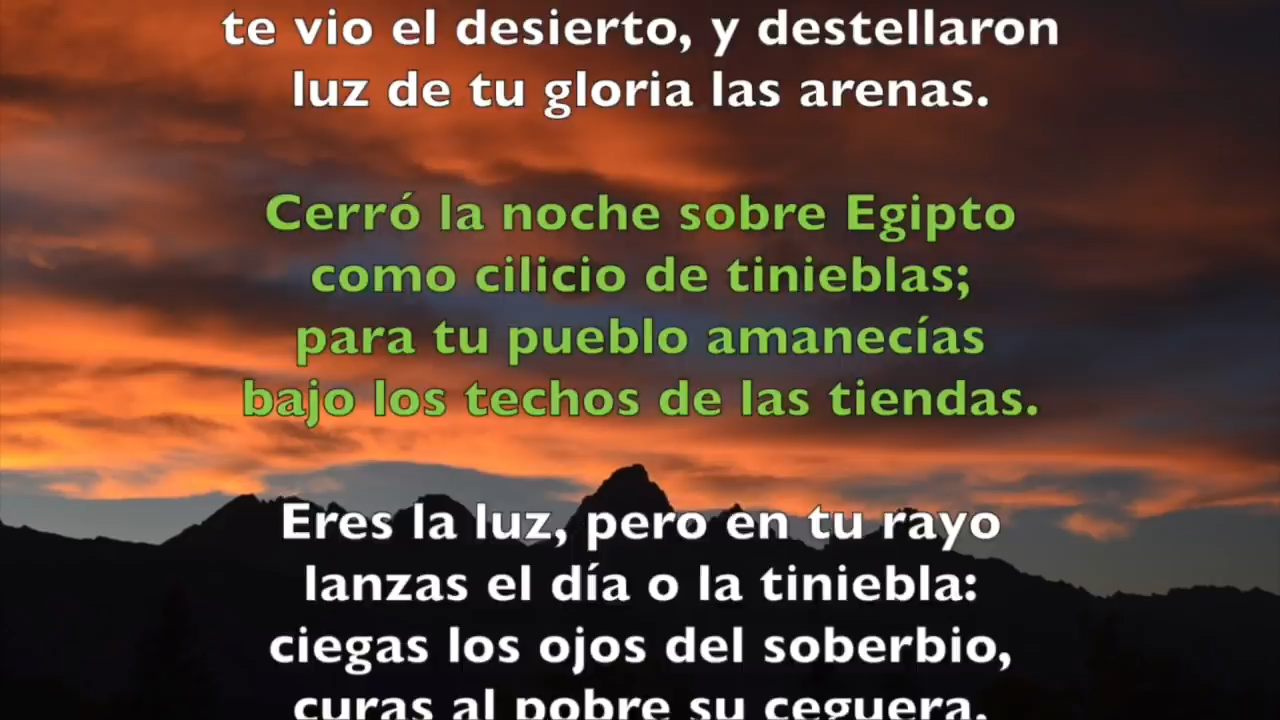 te vio el desierto, y destellaron
luz de tu gloria las arenas.
Cerró la noche sobre Egipto
como cilicio de tinieblas;
para tu pueblo amanecías
bajo los techos de las tiendas.
Eres la luz, pero en tu rayo
lanzas el día o la tiniebla:
ciegas los ojos del soberbio,
curas al pobre su ceguera.